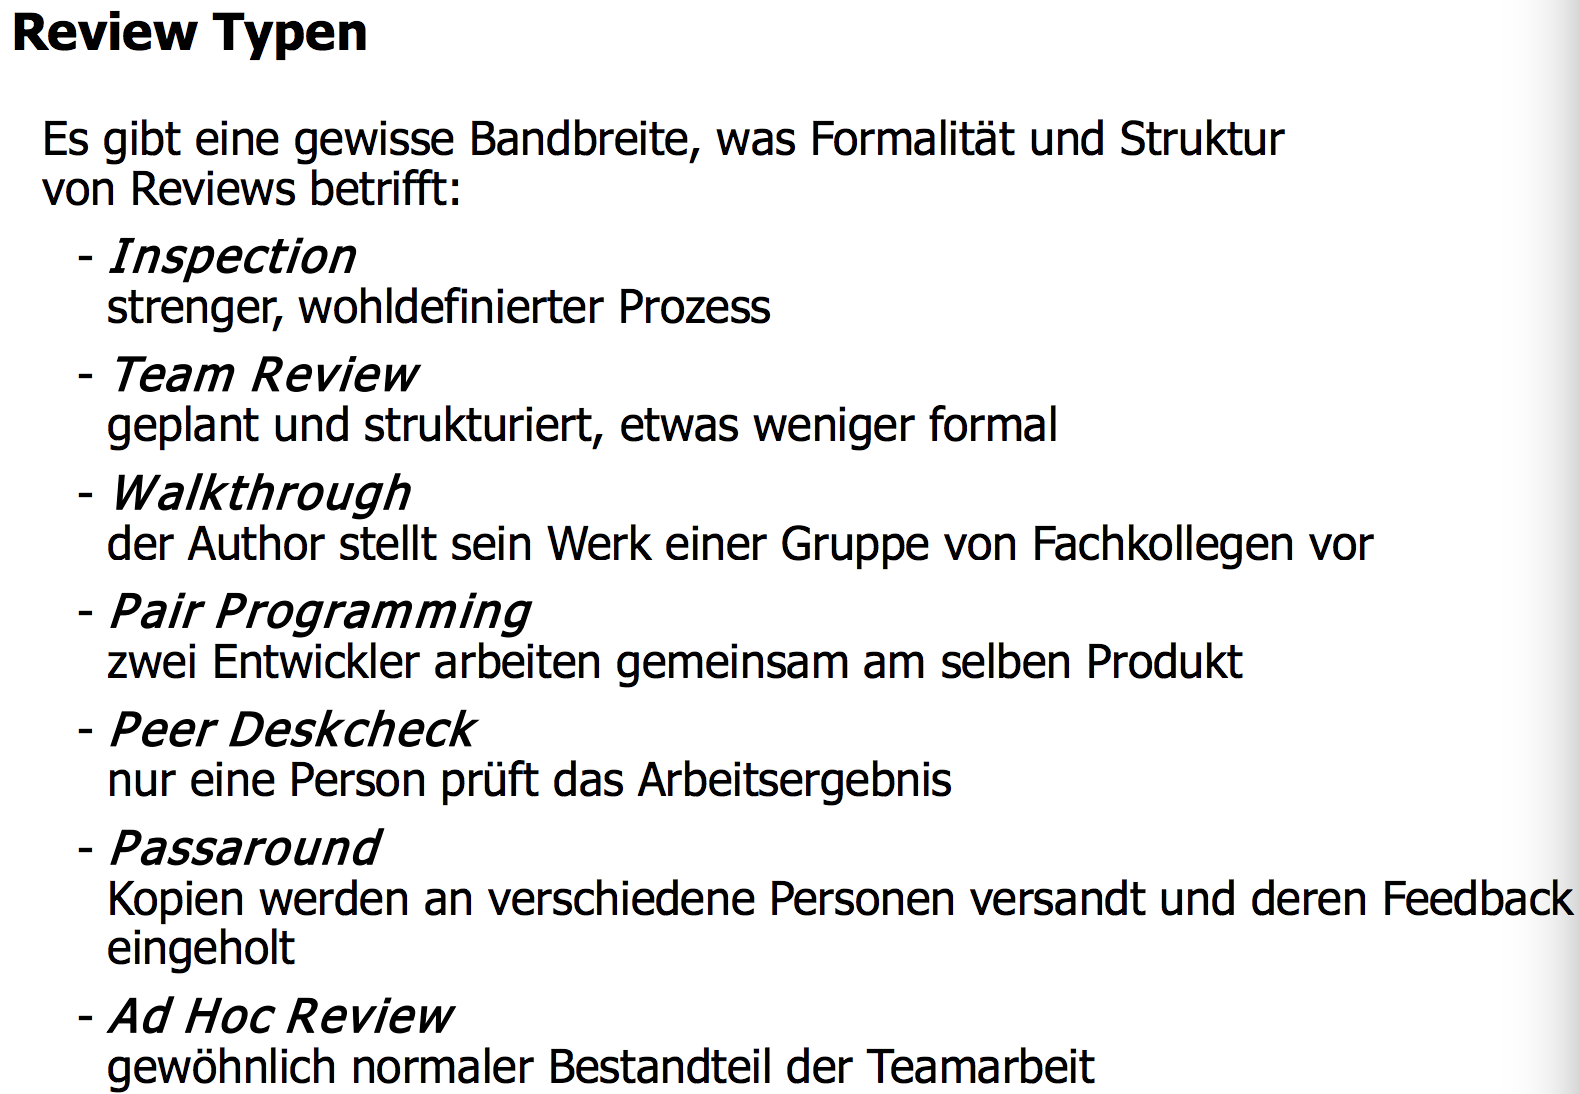 Review Typen
Es gibt eine gewisse Bandbreite, was Formalität und Struktur
von Reviews betrifft:
- Inspection
strenger, wohldefinierter Prozess
- Team Review
geplant und strukturiert, etwas weniger formal
- Walkthrough
der Author stellt sein Werk einer Gruppe von Fachkollegen vor
- Pair Programming
zwei Entwickler arbeiten gemeinsam am selben Produkt
- Peer Deskcheck
nur eine Person prüft das Arbeitsergebnis
- Passaround
Kopien werden an verschiedene Personen versandt und deren Feedback
eingeholt
- Ad Hoc Review
gewöhnlich normaler Bestandteil der Teamarbeit